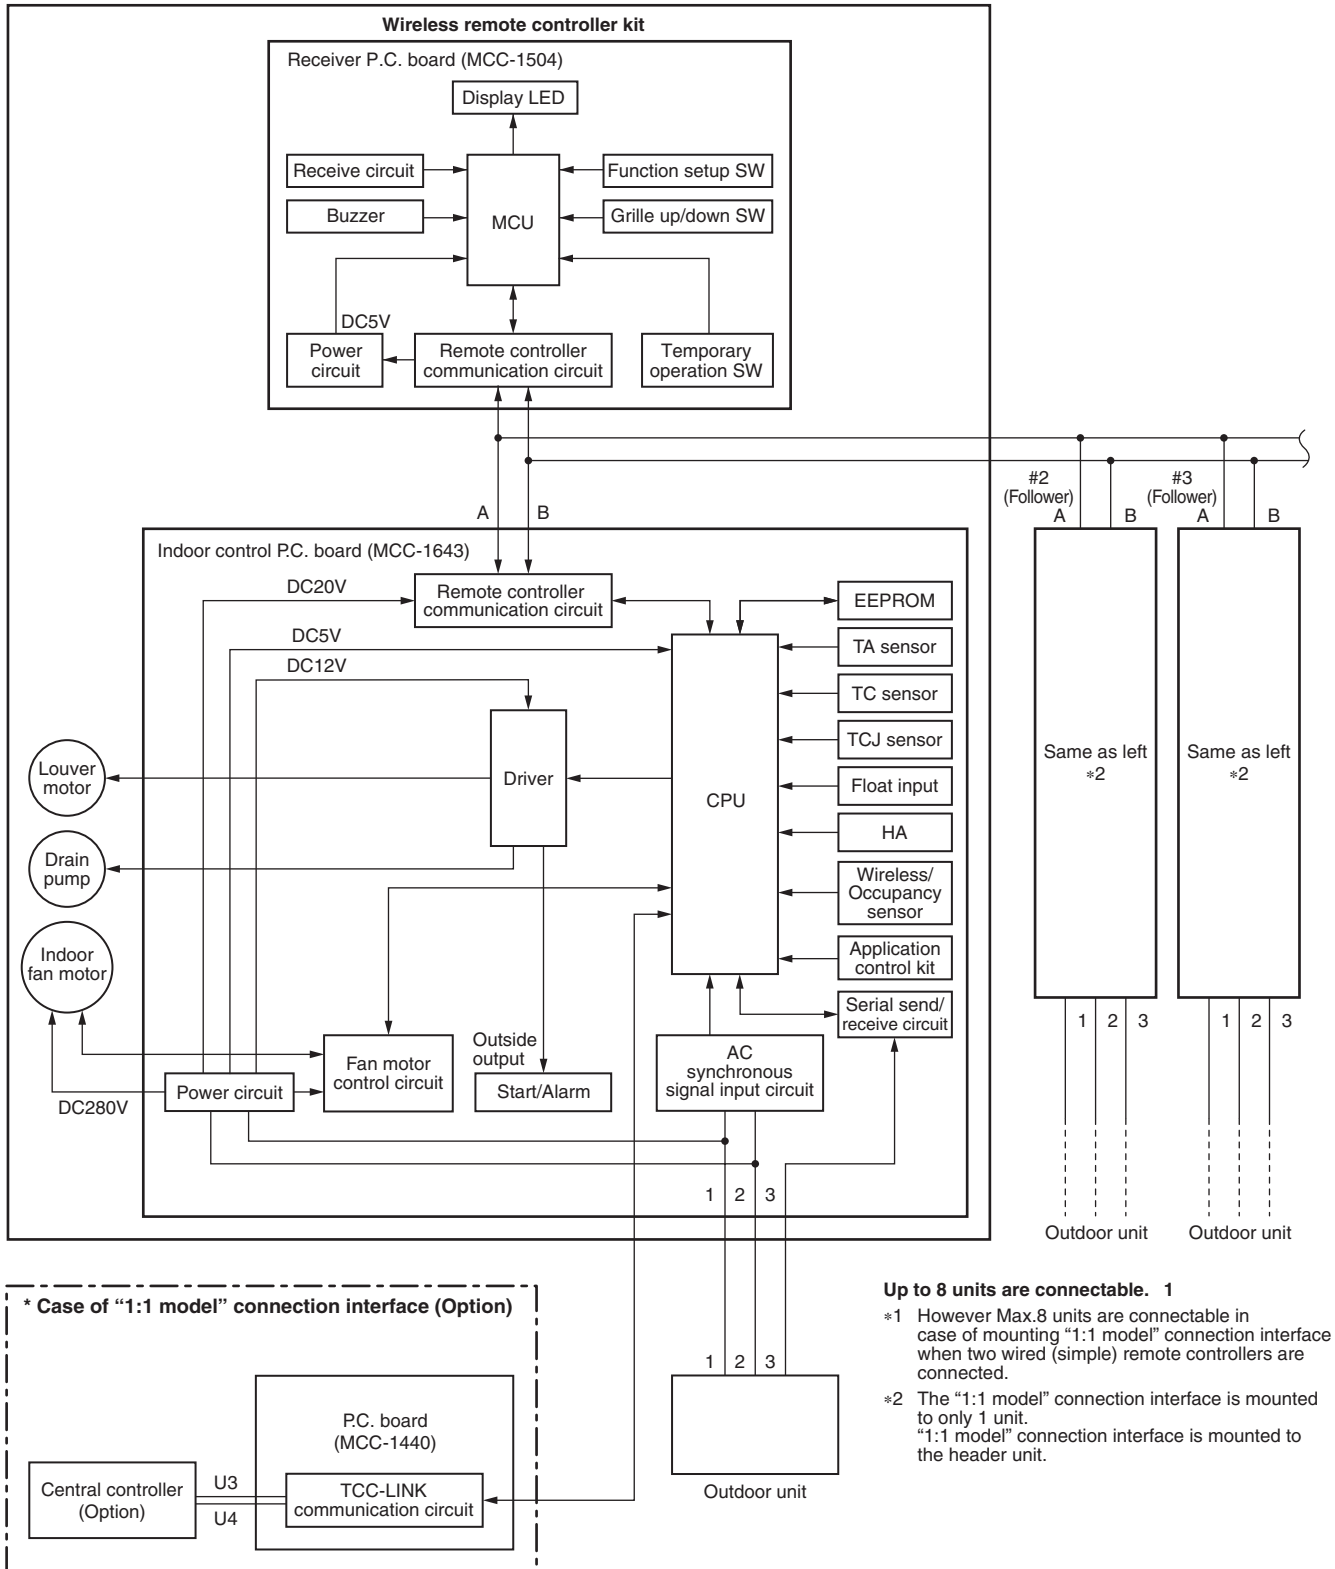 Wireless remote controller kit
Receiver P.C. board (MCC-1504)
Display LED
Receive circuit
Function setup SW
Buzzer
MCU
Grille up/down SW
DC5V
Power
circuit
Remote controller
communication circuit
Temporary
operation SW
#2
(Follower)
#3
(Follower)
A
B
A
B
A
B
Indoor control P.C. board (MCC-1643)
DC20V
Remote controller
communication circuit
EEPROM
DC5V
TA sensor
DC12V
TC sensor
TCJ sensor
Same as left
*2
Same as left
*2
Louver
motor
Driver
CPU
Float input
HA
Drain
pump
Wireless/
Occupancy
sensor
Indoor
fan motor
Application
control kit
Serial send/
receive circuit
1
2
3
1
2
3
Outside
output
Fan motor
control circuit
AC
synchronous
signal input circuit
Power circuit
Start/Alarm
DC280V
1
2
3
Outdoor unit
Outdoor unit
* Case of “1:1 model” connection interface (Option)
Up to 8 units are connectable. 1
*1 However Max.8 units are connectable in
case of mounting “1:1 model” connection interface
when two wired (simple) remote controllers are
connected.
*2 The “1:1 model” connection interface is mounted
to only 1 unit.
“1:1 model” connection interface is mounted to
the header unit.
1
2
3
Outdoor unit
P.C. board
(MCC-1440)
Central controller
(Option)
U3
U4
TCC-LINK
communication circuit